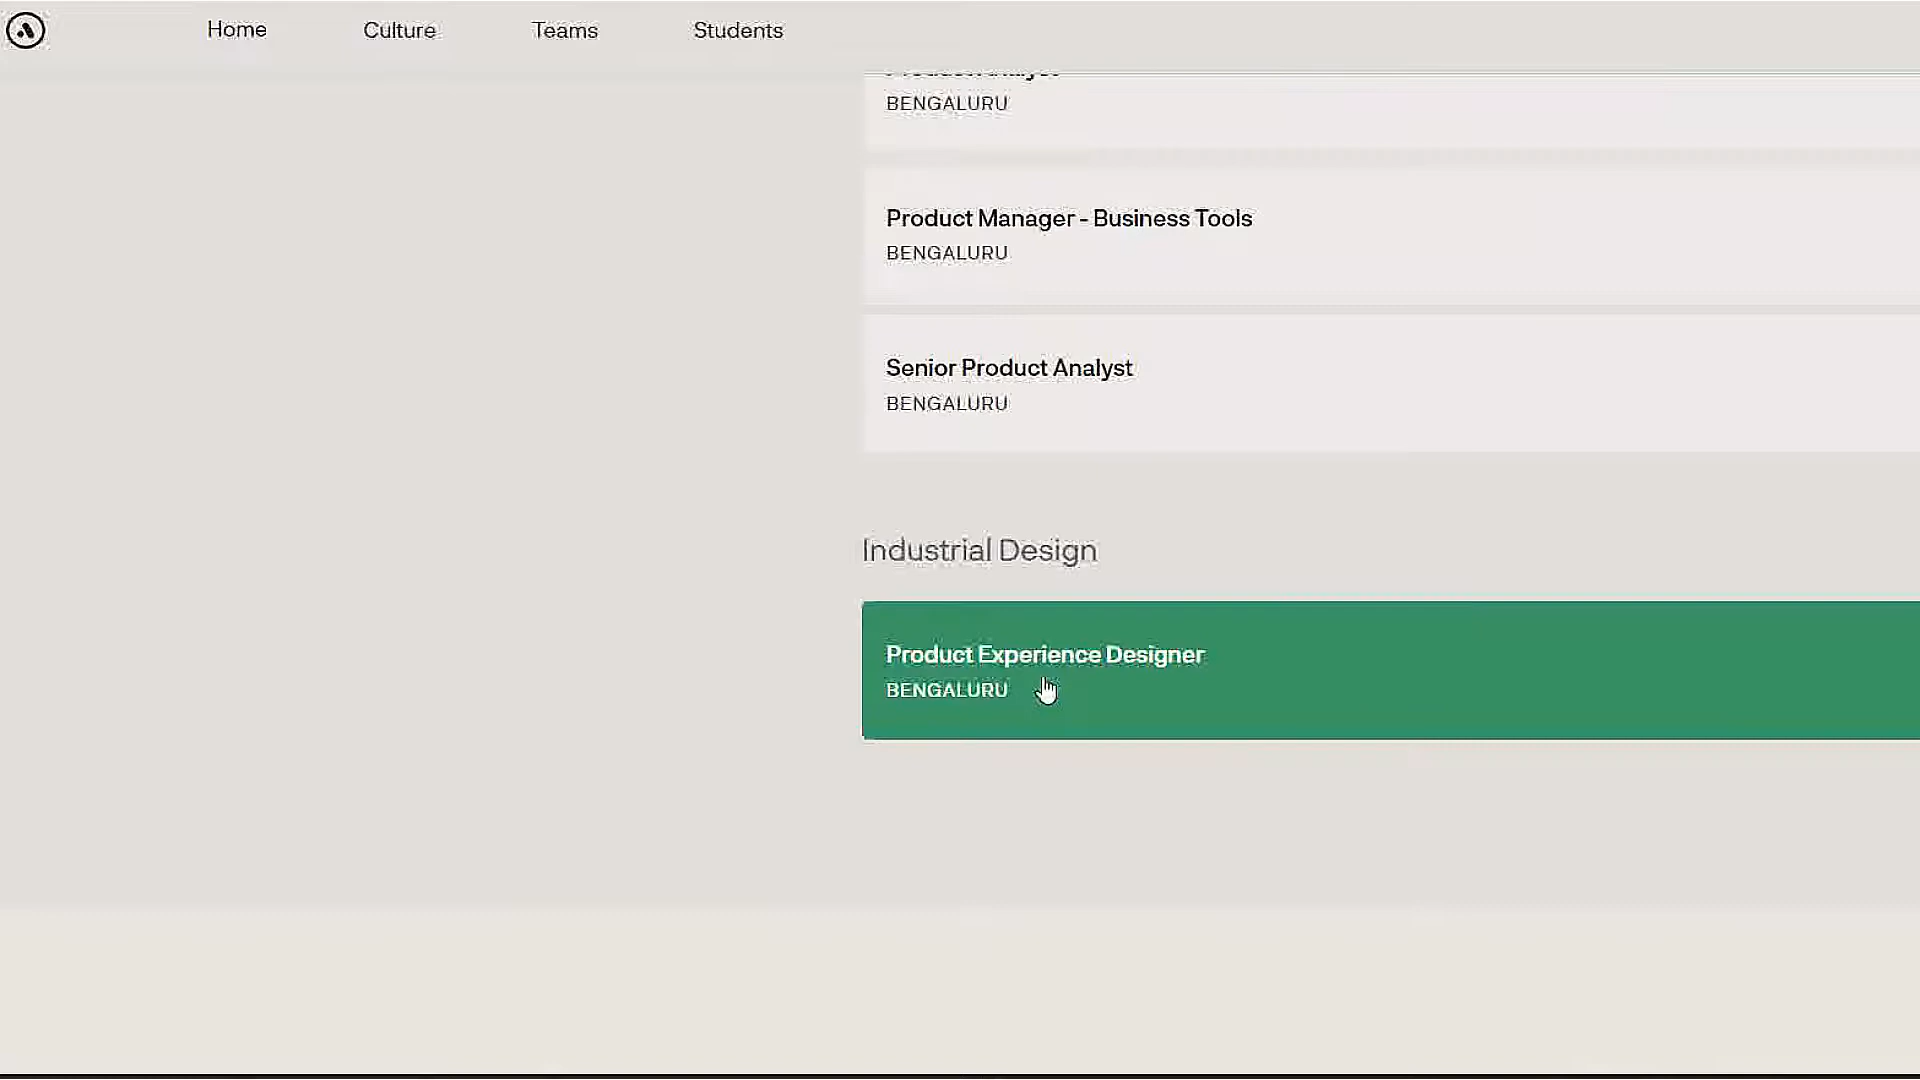 Home Culture Teams Students
BENGALURU
Product Manager - Business Tools
BENGALURU
Senior Product Analyst
BENGALURU
Industrial Design
Product Experience Designer
BENGALURU